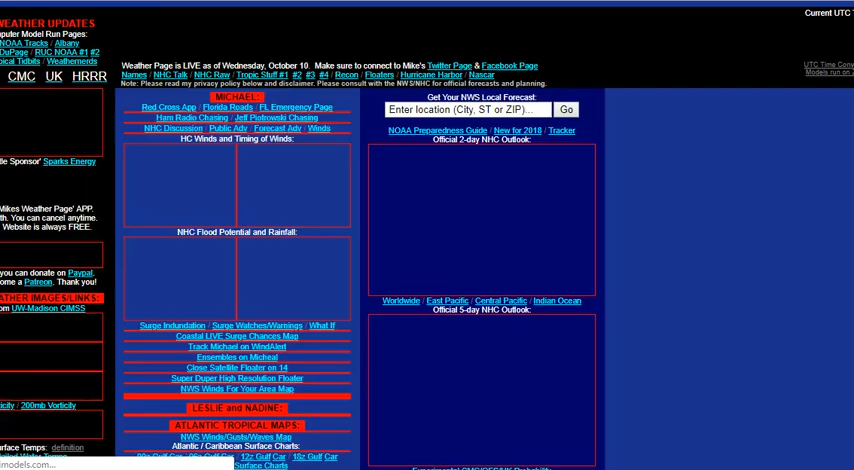 Current UTC T
WEATHER UPDATES
puter Model Run Pages:
NOAA Tracks / Albany
DuPage / RUC NOAA #1 #2
pical Tidbits / Weathernerds
CMC UK HRRR
Weather Page is LIVE as of Wednesday, October 10. Make sure to connect to Mike's Twitter Page & Facebook Page
Names / NHC Talk / NHC Raw / Tropic Stuff #1 #2 #3 #4 / Recon / Floaters / Hurricane Harbor / Nascar
Note: Please read my privacy policy below and disclaimer. Please consult with the NWS/NHC for official forecasts and planning.
UTC Time Conv
Models run on
tle Sponsor' Sparks Energy
Mikes Weather Page' APP.
th. You can cancel anytime.
Website is always FREE.
you can donate on Paypal.
ome a Patreon. Thank you!
ATHER IMAGES/LINKS:
om UW-Madison CIMSS
ticity / 200mb Vorticity
urface Temps: definition
models.com...
MICHAEL:
Red Cross App / Florida Roads / FL Emergency Page
Ham Radio Chasing / Jeff Piotrowski Chasing
NHC Discussion / Public Adv / Forecast Adv / Winds
HC Winds and Timing of Winds:
NHC Flood Potential and Rainfall:
Surge Indundation / Surge Watches/Warnings / What If
Coastal LIVE Surge Chances Map
Track Michael on WindAlert
Ensembles on Micheal
Close Satellite Floater on 14
Super Duper High Resolution Floater
NWS Winds For Your Area Map
LESLIE and NADINE:
ATLANTIC TROPICAL MAPS:
NWS Winds/Gusts/Waves Map
Atlantic / Caribbean Surface Charts:
12z Gulf Car / 18z Gulf Car
Surface Charts
Get Your NWS Local Forecast:
Enter location (City, ST or ZIP)... Go
NOAA Preparedness Guide / New for 2018 / Tracker
Official 2-day NHC Outlook:
Worldwide / East Pacific / Central Pacific / Indian Ocean
Official 5-day NHC Outlook: